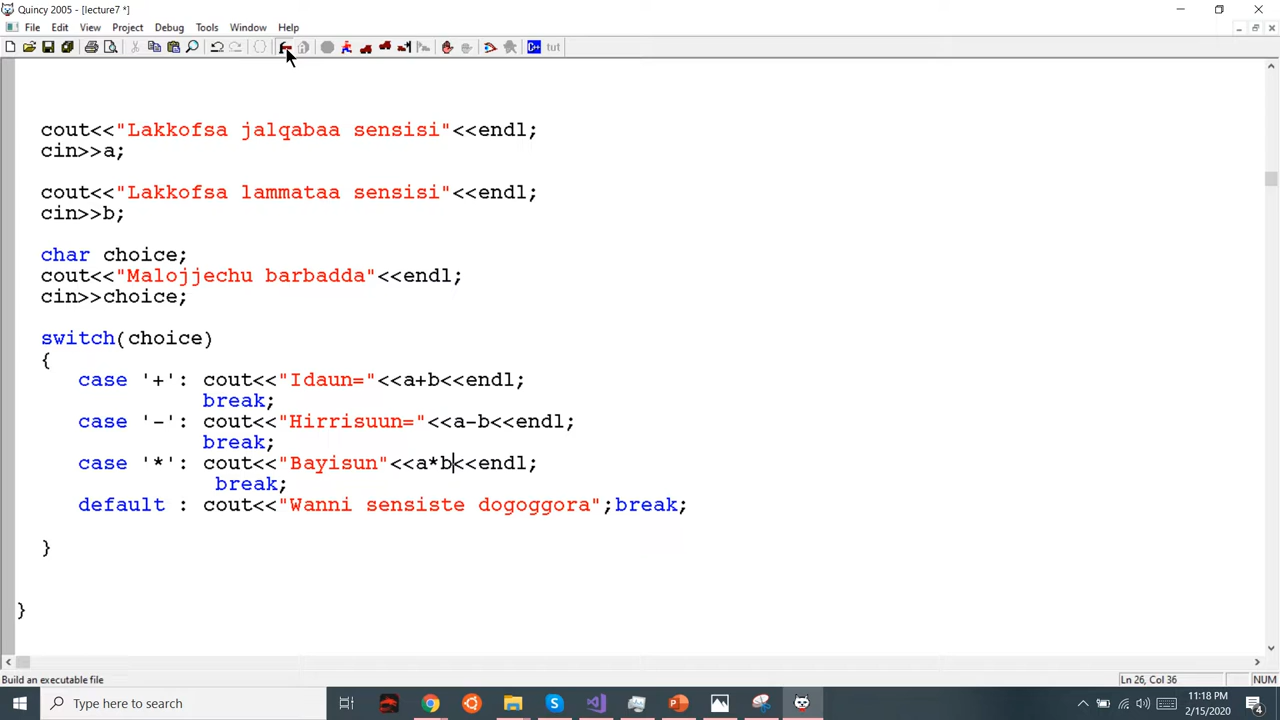 Quincy 2005 - [lecture7 *]
File Edit View Project Debug Tools Window Help
C++ tut
cout<<"Lakkofsa jalqabaa sensisi"<<endl;
cin>>a;
cout<<"Lakkofsa lammataa sensisi"<<endl;
cin>>b;
char choice;
cout<<"Malojjechu barbadda"<<endl;
cin>>choice;
switch(choice)
{
case '+': cout<<"Idaun="<<a+b<<endl;
break;
case '-': cout<<"Hirrisuun="<<a-b<<endl;
break;
case '*': cout<<"Bayisun"<<a*b<<endl;
break;
default : cout<<"Wanni sensiste dogoggora";break;
}
}
Build an executable file Ln 26, Col 36 NUM
Type here to search 11:18 PM
2/15/2020 4